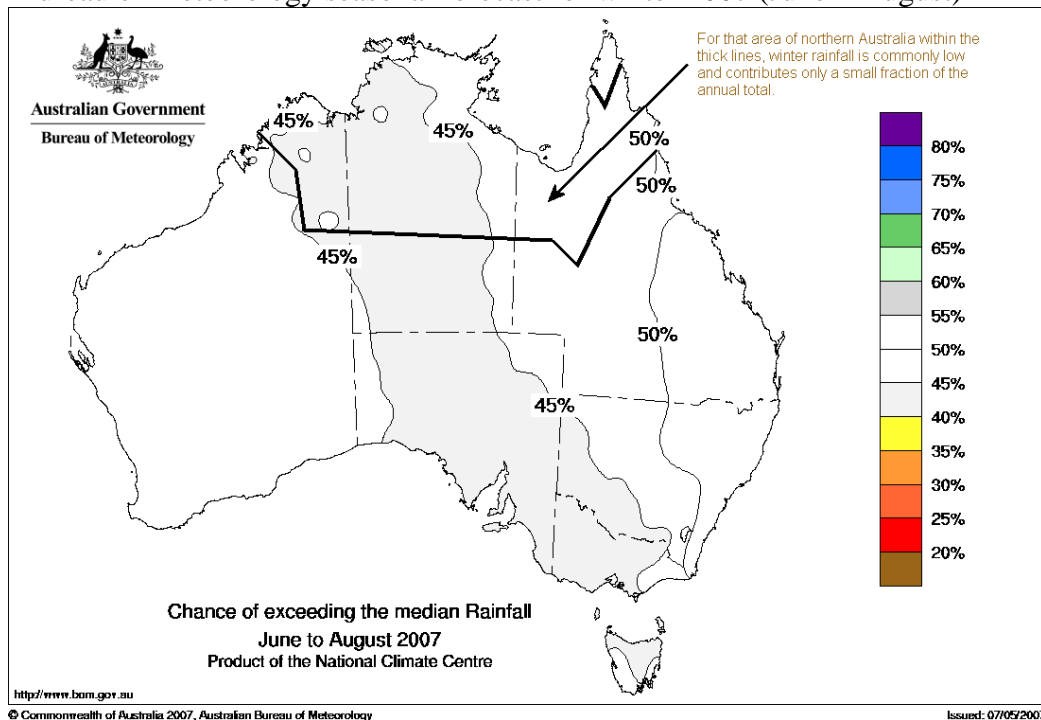 For that area of northern Australia within the
thick lines, winter rainfall is commonly low
and contributes only a small fraction of the
annual total.
Australian Government
Bureau of Meteorology
45%
45%
50%
50%
45%
50%
45%
80%
75%
70%
65%
60%
55%
50%
45%
40%
35%
30%
25%
20%
Chance of exceeding the median Rainfall
June to August 2007
Product of the National Climate Centre
http://www.bom.gov.au
© Commonwealth of Australia 2007, Australian Bureau of Meteorology
Issued: 07/05/2007